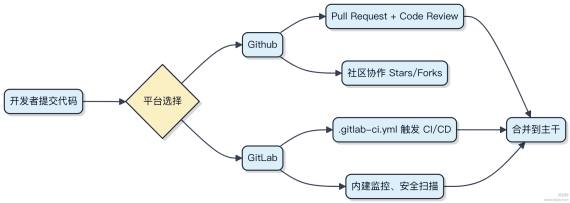 开发者提交代码
平台选择
Github
Pull Request + Code Review
社区协作 Stars/Forks
GitLab
.gitlab-ci.yml 触发 CI/CD
内建监控、安全扫描
合并到主干